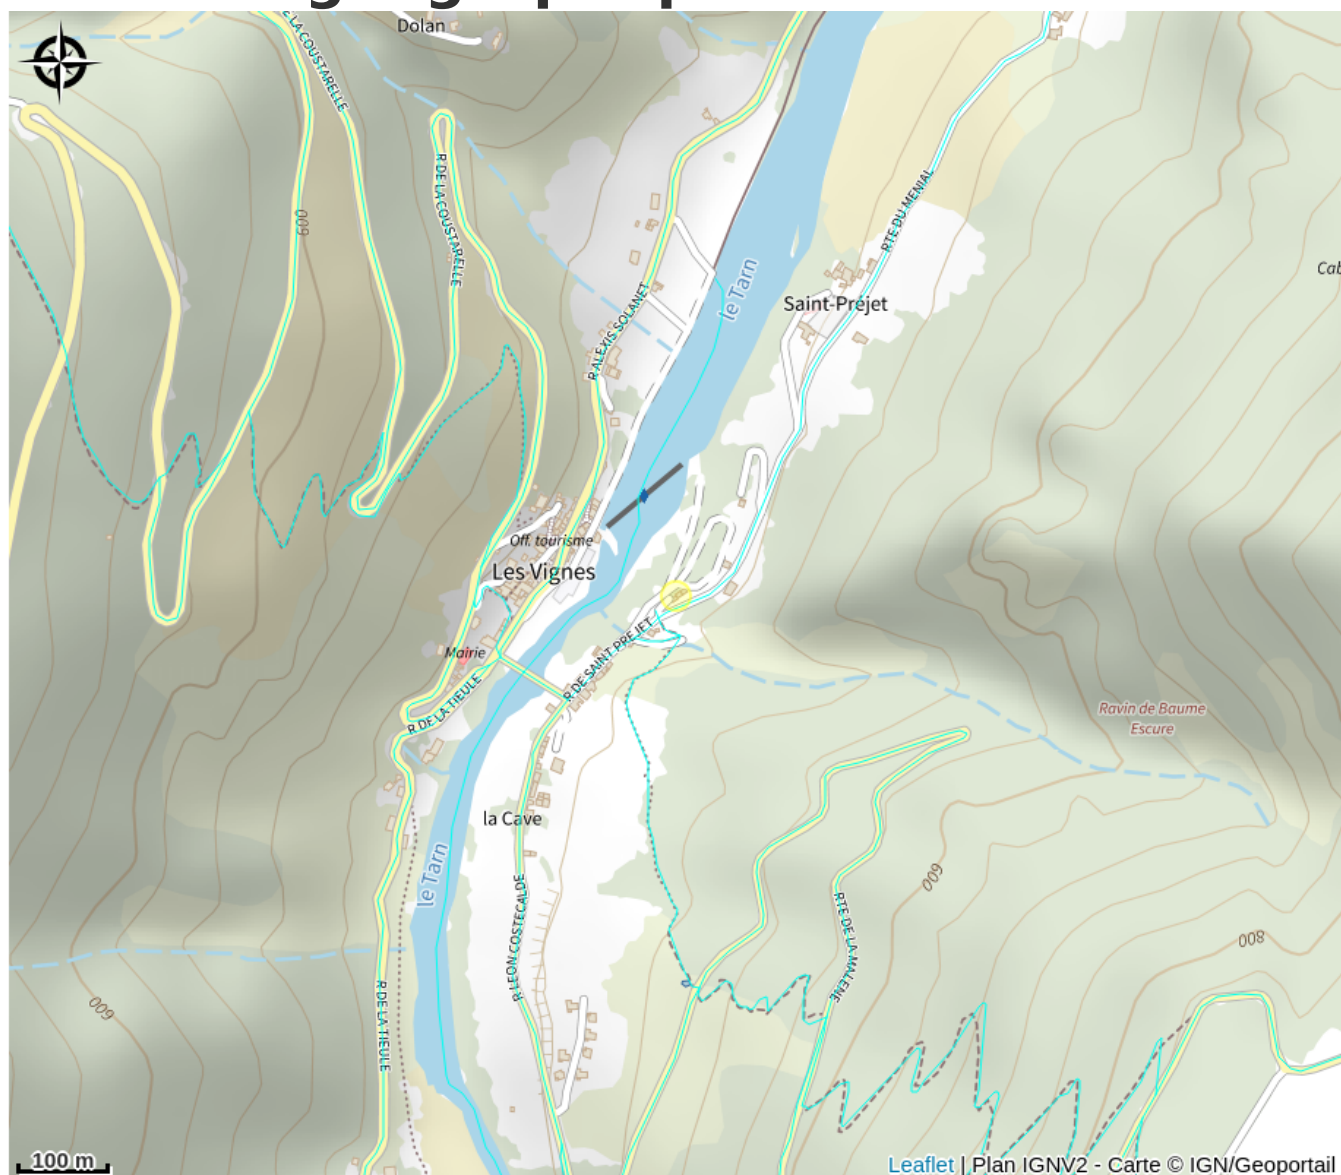 Dolan
DE LA COUSTARELLE
R DE LA COUSTARELLE
600
RTE DU MENIAL
le Tarn
Cab
Saint-Préjet
R ALEXIS SOLANET
Off. tourisme
Les Vignes
R DE SAINT PREJET
Mairie
R DE LA TIEULE
Ravin de Baume
Escure
la Cave
le Tarn
600
R LEON COSTECALDE
RTE DE LA MALENE
800
600
R DE LA TIEULE
100 m
Leaflet | Plan IGNV2 - Carte © IGN/Geoportail